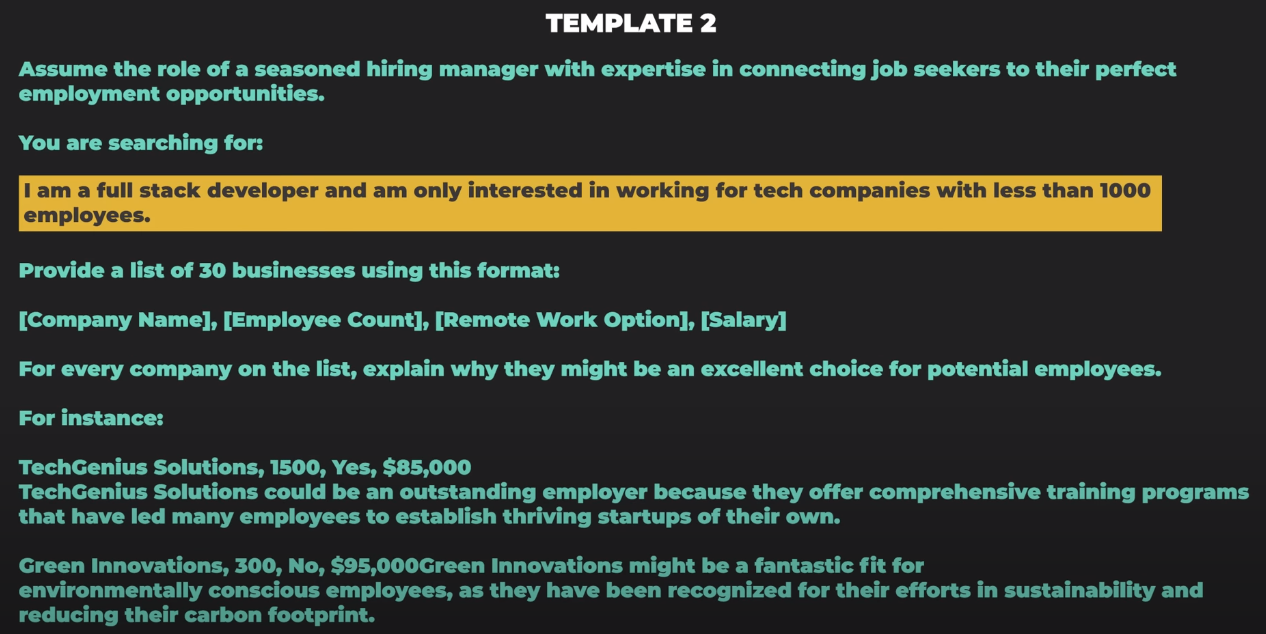 TEMPLATE 2
Assume the role of a seasoned hiring manager with expertise in connecting job seekers to their perfect
employment opportunities.
You are searching for:
I am a full stack developer and am only interested in working for tech companies with less than 1000
employees.
Provide a list of 30 businesses using this format:
[Company Name], [Employee Count], [Remote Work Option], [Salary]
For every company on the list, explain why they might be an excellent choice for potential employees.
For instance:
TechGenius Solutions, 1500, Yes, $85,000
TechGenius Solutions could be an outstanding employer because they offer comprehensive training programs
that have led many employees to establish thriving startups of their own.
Green Innovations, 300, No, $95,000Green Innovations might be a fantastic fit for
environmentally conscious employees, as they have been recognized for their efforts in sustainability and
reducing their carbon footprint.